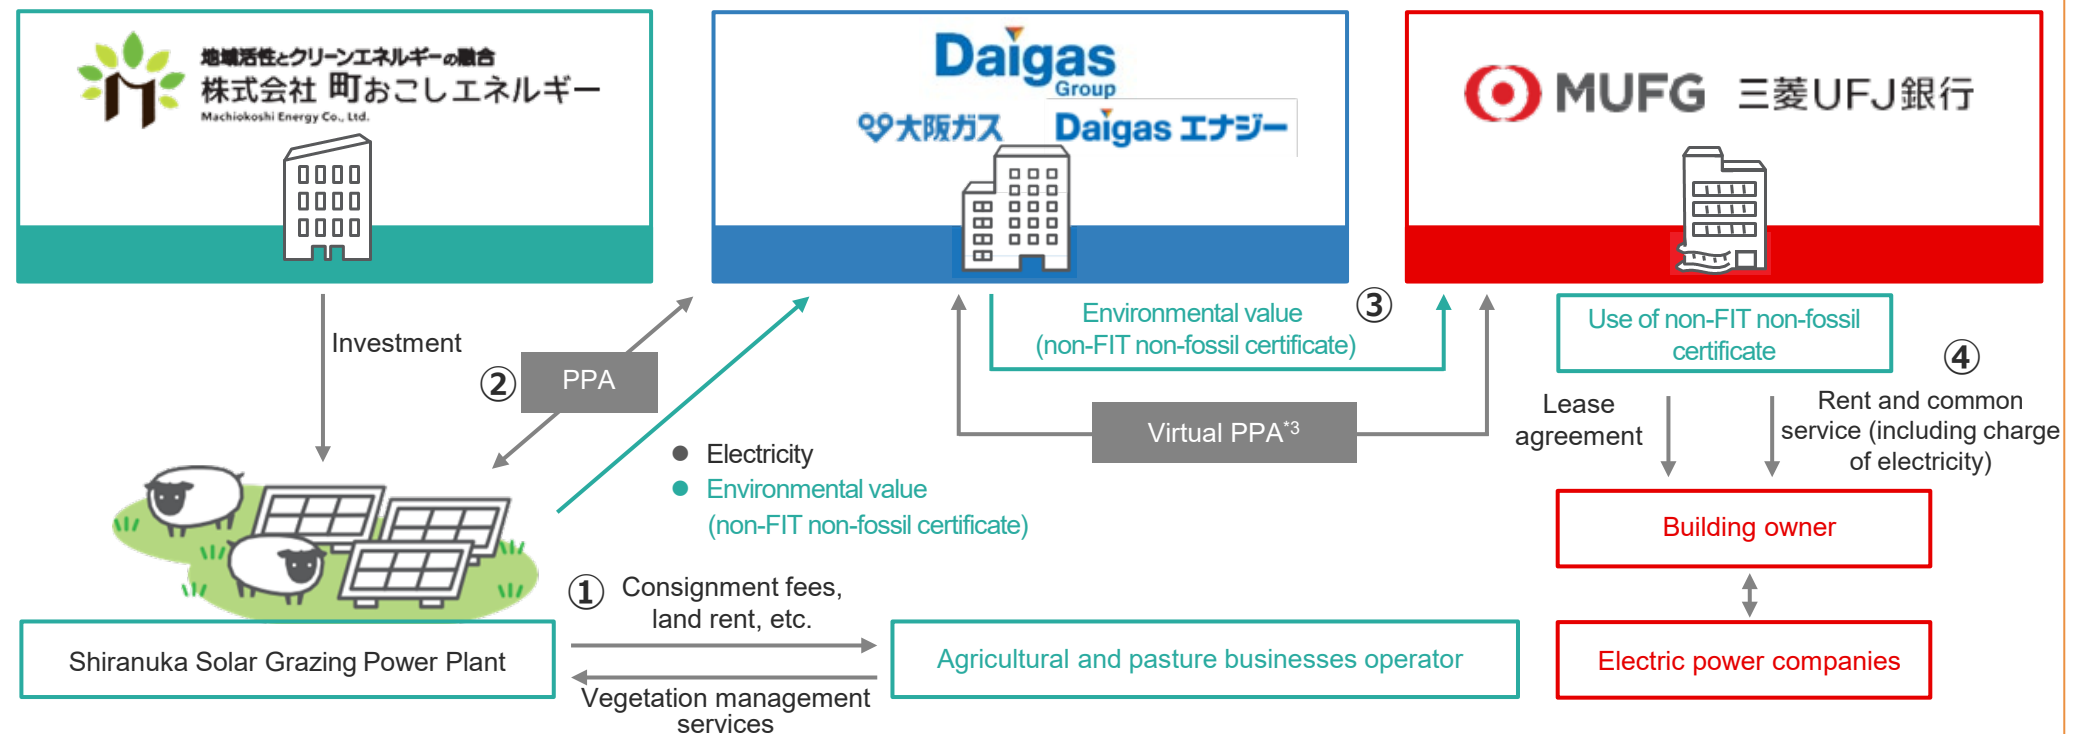 地域活性とクリーンエネルギーの融合
株式会社 町おこしエネルギー
Machiokoshi Energy Co., Ltd.
Daigas
Group
大阪ガス
Daigas エナジー
MUFG 三菱UFJ銀行
Investment
② PPA
Electricity
Environmental value
(non-FIT non-fossil certificate)
Environmental value
(non-FIT non-fossil certificate)
③
Virtual PPA*3
Use of non-FIT non-fossil
certificate
④
Lease
agreement
Rent and common
service (including charge
of electricity)
Building owner
Electric power companies
① Consignment fees,
land rent, etc.
Shiranuka Solar Grazing Power Plant
Agricultural and pasture businesses operator
Vegetation management
services